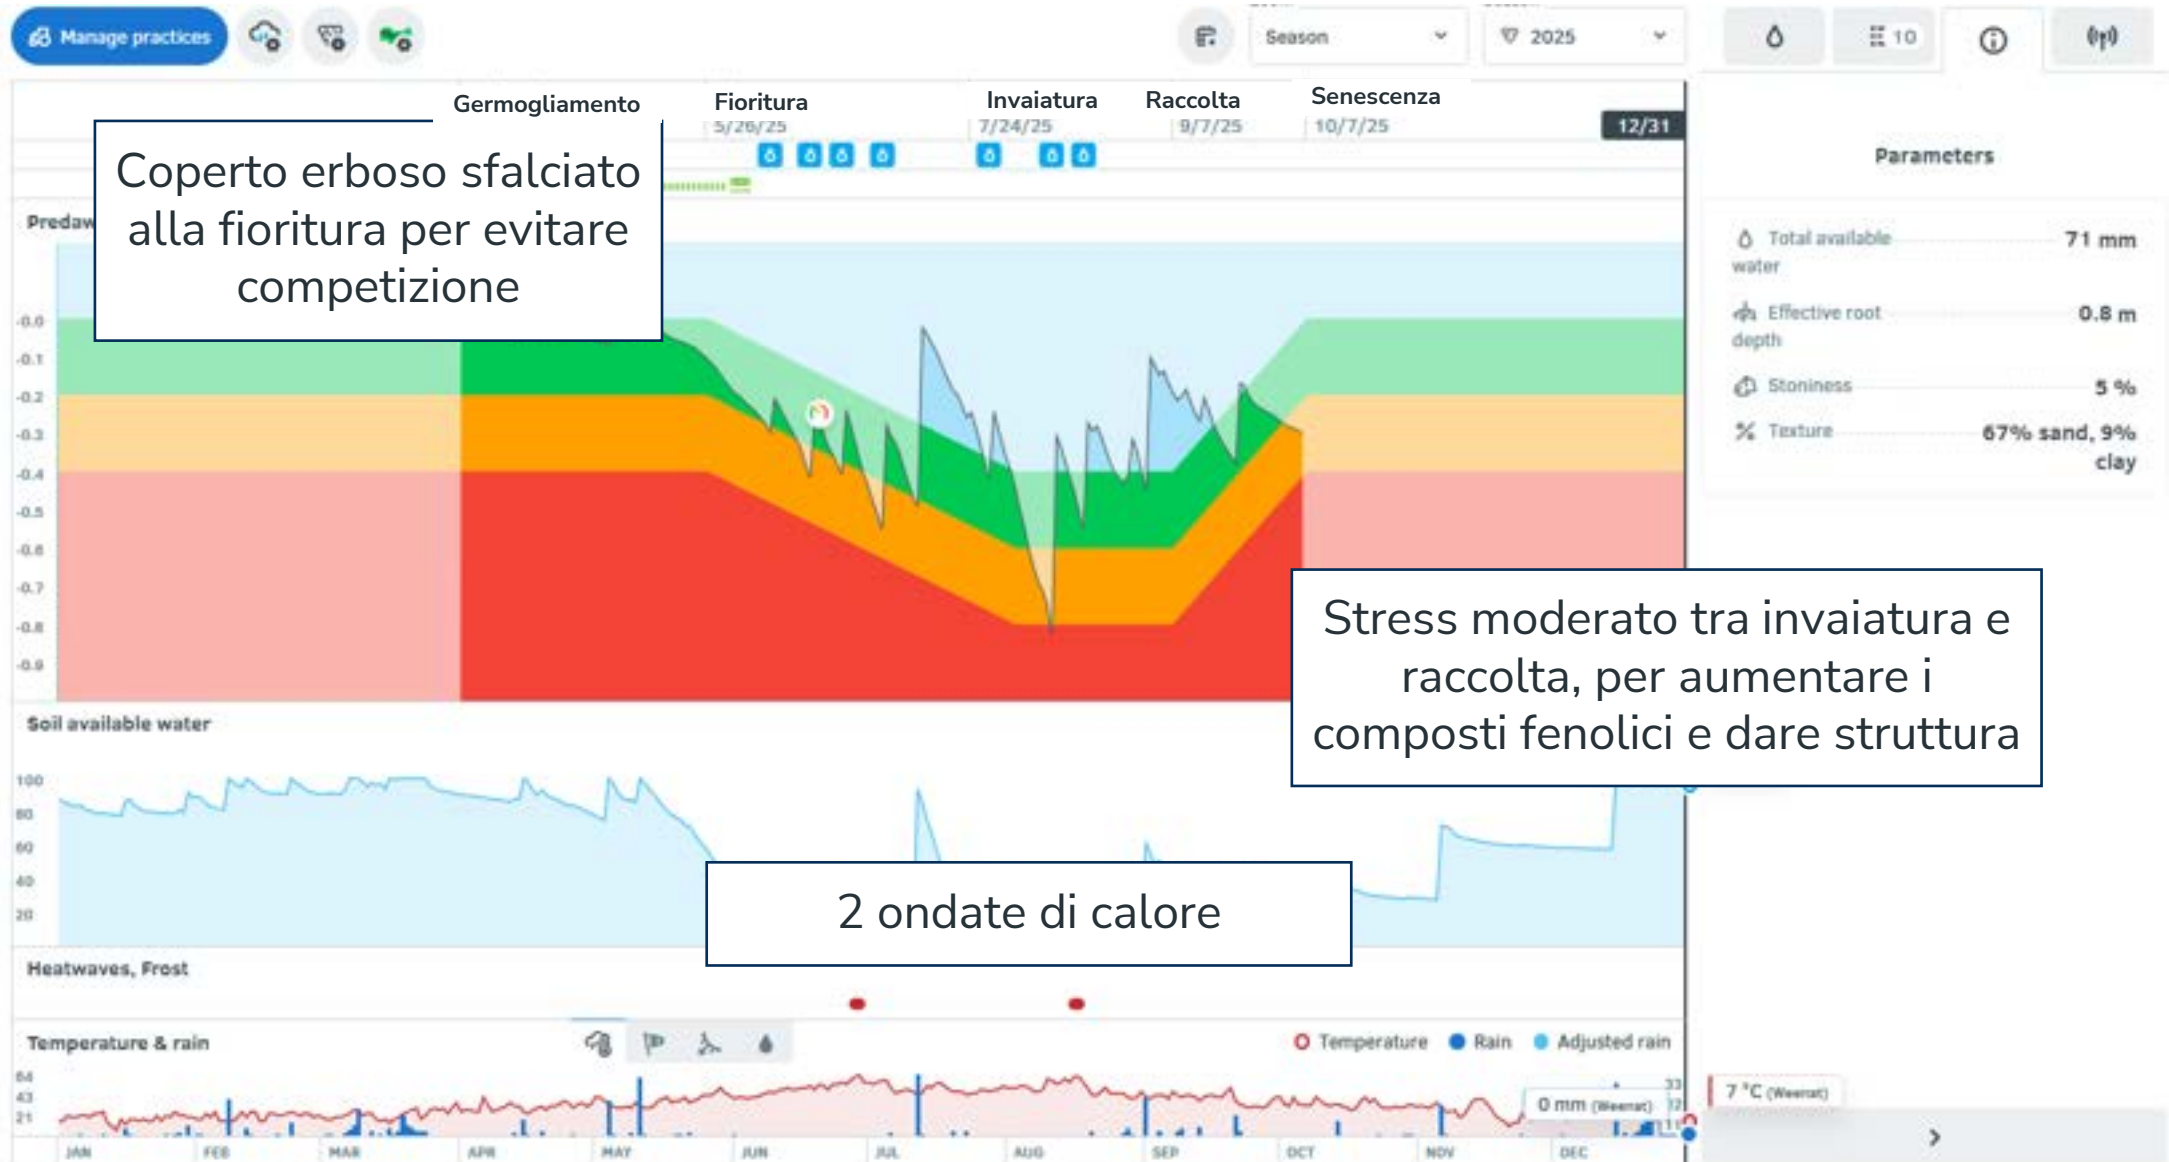 Manage practices
Season
2025
10
Germogliamento
Fioritura
Invaiatura
Raccolta
Senescenza
5/26/25
7/24/25
9/7/25
10/7/25
12/31
Coperto erboso sfalciato
alla fioritura per evitare
competizione
Parameters
Total available
water
71 mm
Effective root
depth
0.8 m
Stoniness
5 %
Texture
67% sand, 9%
clay
-0.0
-0.1
-0.2
-0.3
-0.4
-0.5
-0.6
-0.7
-0.8
-0.9
Stress moderato tra invaiatura e
raccolta, per aumentare i
composti fenolici e dare struttura
Soil available water
100
80
60
40
20
2 ondate di calore
Heatwaves, Frost
Temperature & rain
Temperature
Rain
Adjusted rain
64
43
21
33
0 mm (Weenat)
7 °C (Weenat)
JAN
FEB
MAR
APR
MAY
JUN
JUL
AUG
SEP
OCT
NOV
DEC